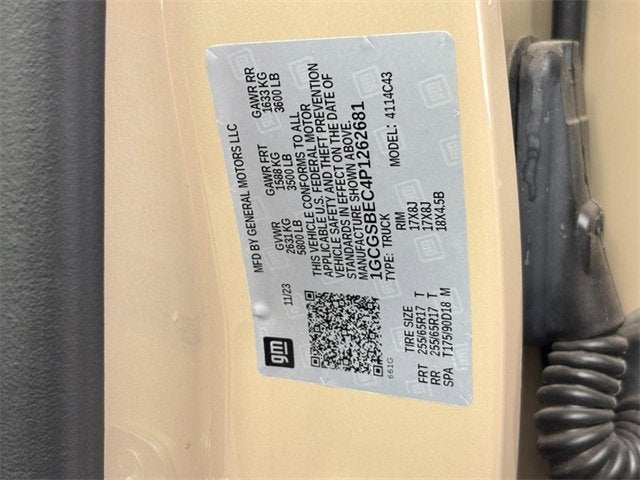 gm
MFD BY GENERAL MOTORS LLC
11/23
GVWR GAWR FRT GAWR RR
2631 KG 1588 KG 1633 KG
5800 LB 3500 LB 3600 LB
THIS VEHICLE CONFORMS TO ALL
APPLICABLE U.S. FEDERAL MOTOR
VEHICLE SAFETY AND THEFT PREVENTION
STANDARDS IN EFFECT ON THE DATE OF
MANUFACTURE SHOWN ABOVE.
1GCGSBEC4P1262681
TYPE: TRUCK MODEL: 4114C43
661G
TIRE SIZE RIM
FRT 255/65R17 T 17X8J
RR 255/65R17 T 17X8J
SPA T175/90D18 M 18X4.5B